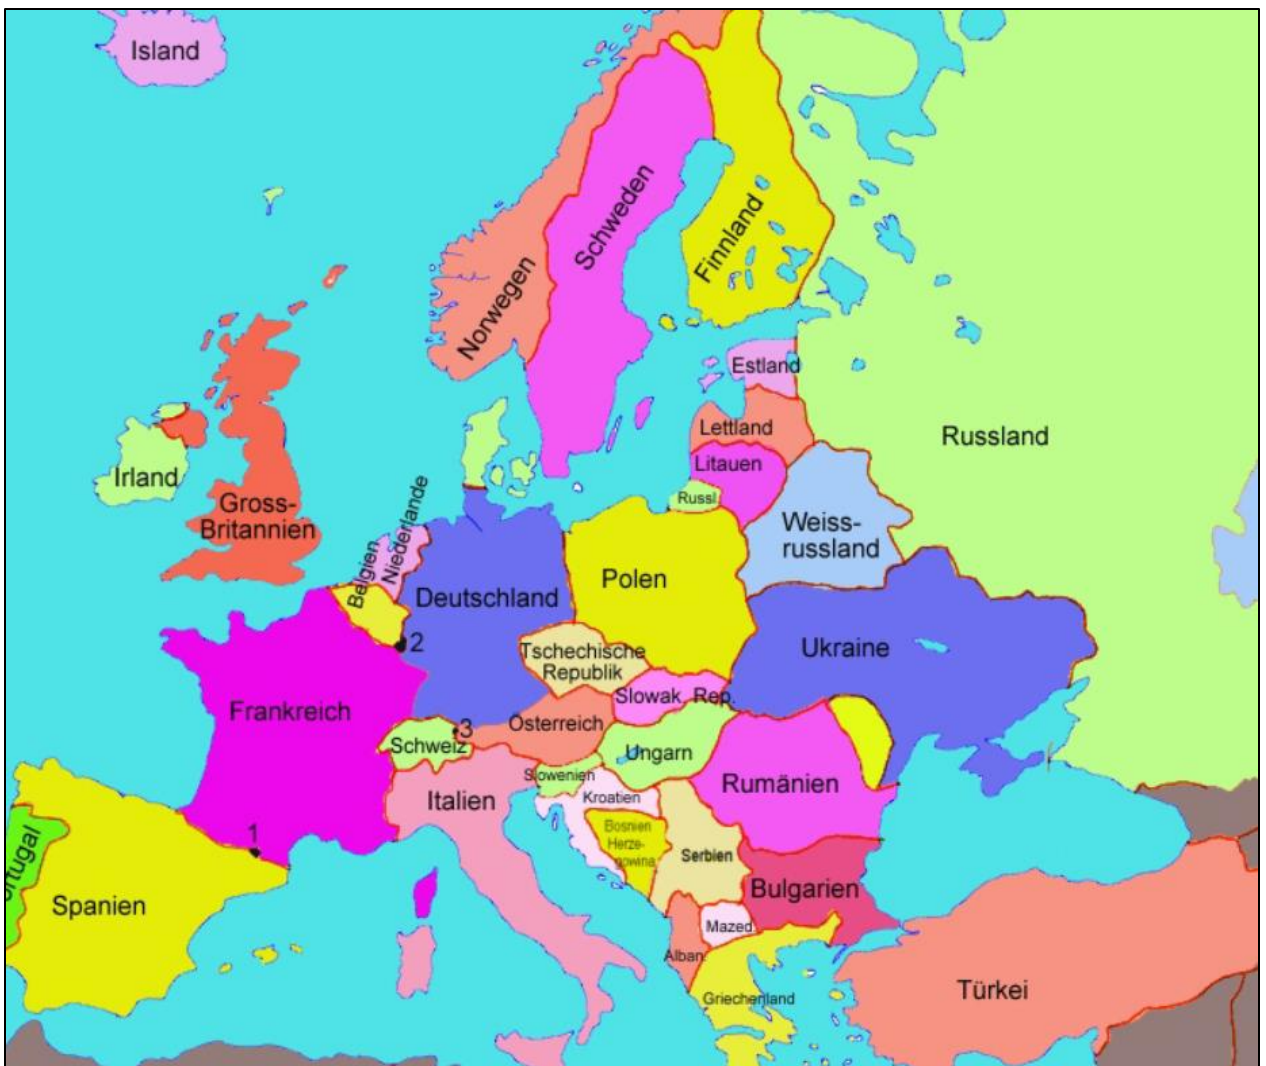 Island
Schweden
Finnland
Norwegen
Estland
Lettland
Russland
Litauen
Irland
Russl
Gross-
Britannien
Weiss-
russland
Niederlande
Belgien
Polen
Deutschland
2
Ukraine
Tschechische
Republik
Slowak. Rep.
Frankreich
3
Österreich
Schweiz
Ungarn
Slowenien
Rumänien
Italien
Kroatien
1
Bosnien
Herze-
gowina
Serbien
ortugal
Bulgarien
Spanien
Mazed.
Alban.
Griechenland
Türkei